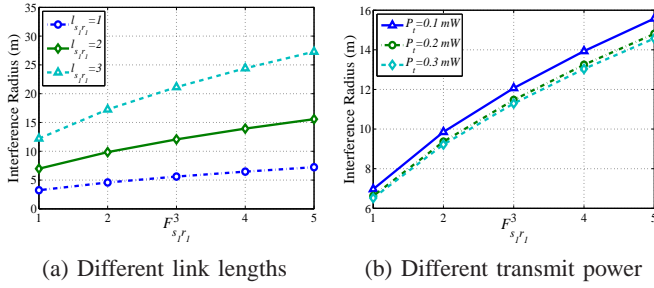 Interference Radius (m)
35
30
25
20
15
10
5
0
l_{s_1r_1}=1
l_{s_1r_1}=2
l_{s_1r_1}=3
1 2 3 4 5
F_{s_1r_1}
(a) Different link lengths
Interference Radius (m)
16
14
12
10
8
6
P_t=0.1 mW
P_t=0.2 mW
P_t=0.3 mW
1 2 3 4 5
F_{s_1r_1}
(b) Different transmit power